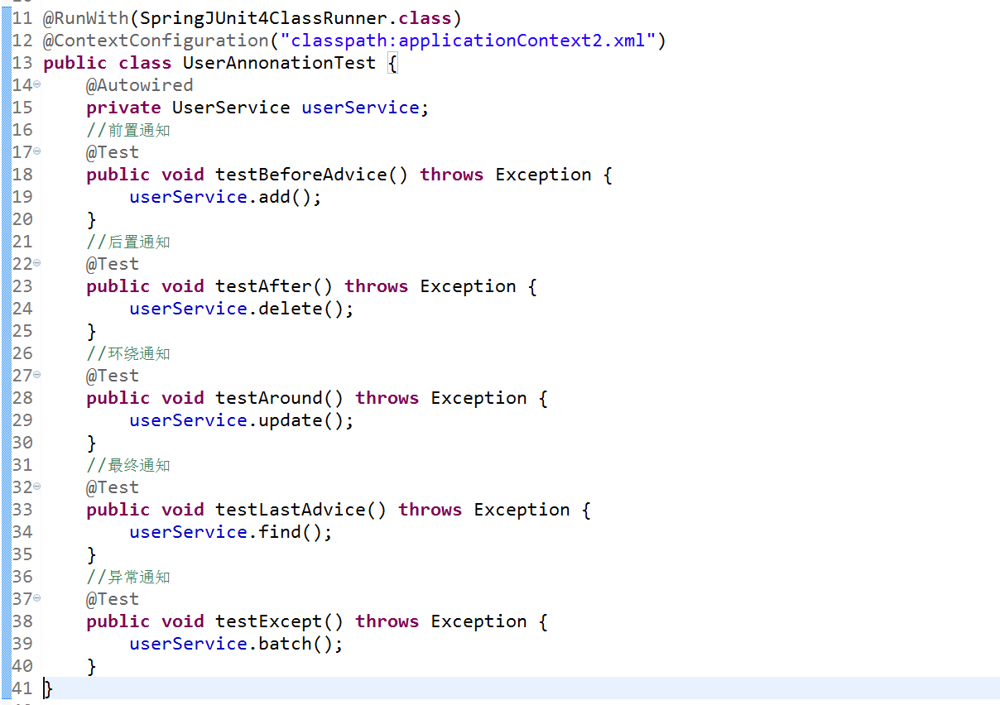 11 @RunWith(SpringJUnit4ClassRunner.class)
12 @ContextConfiguration("classpath:applicationContext2.xml")
13 public class UserAnnonationTest {
14     @Autowired
15     private UserService userService;
16     //前置通知
17     @Test
18     public void testBeforeAdvice() throws Exception {
19         userService.add();
20     }
21     //后置通知
22     @Test
23     public void testAfter() throws Exception {
24         userService.delete();
25     }
26     //环绕通知
27     @Test
28     public void testAround() throws Exception {
29         userService.update();
30     }
31     //最终通知
32     @Test
33     public void testLastAdvice() throws Exception {
34         userService.find();
35     }
36     //异常通知
37     @Test
38     public void testExcept() throws Exception {
39         userService.batch();
40     }
41 }